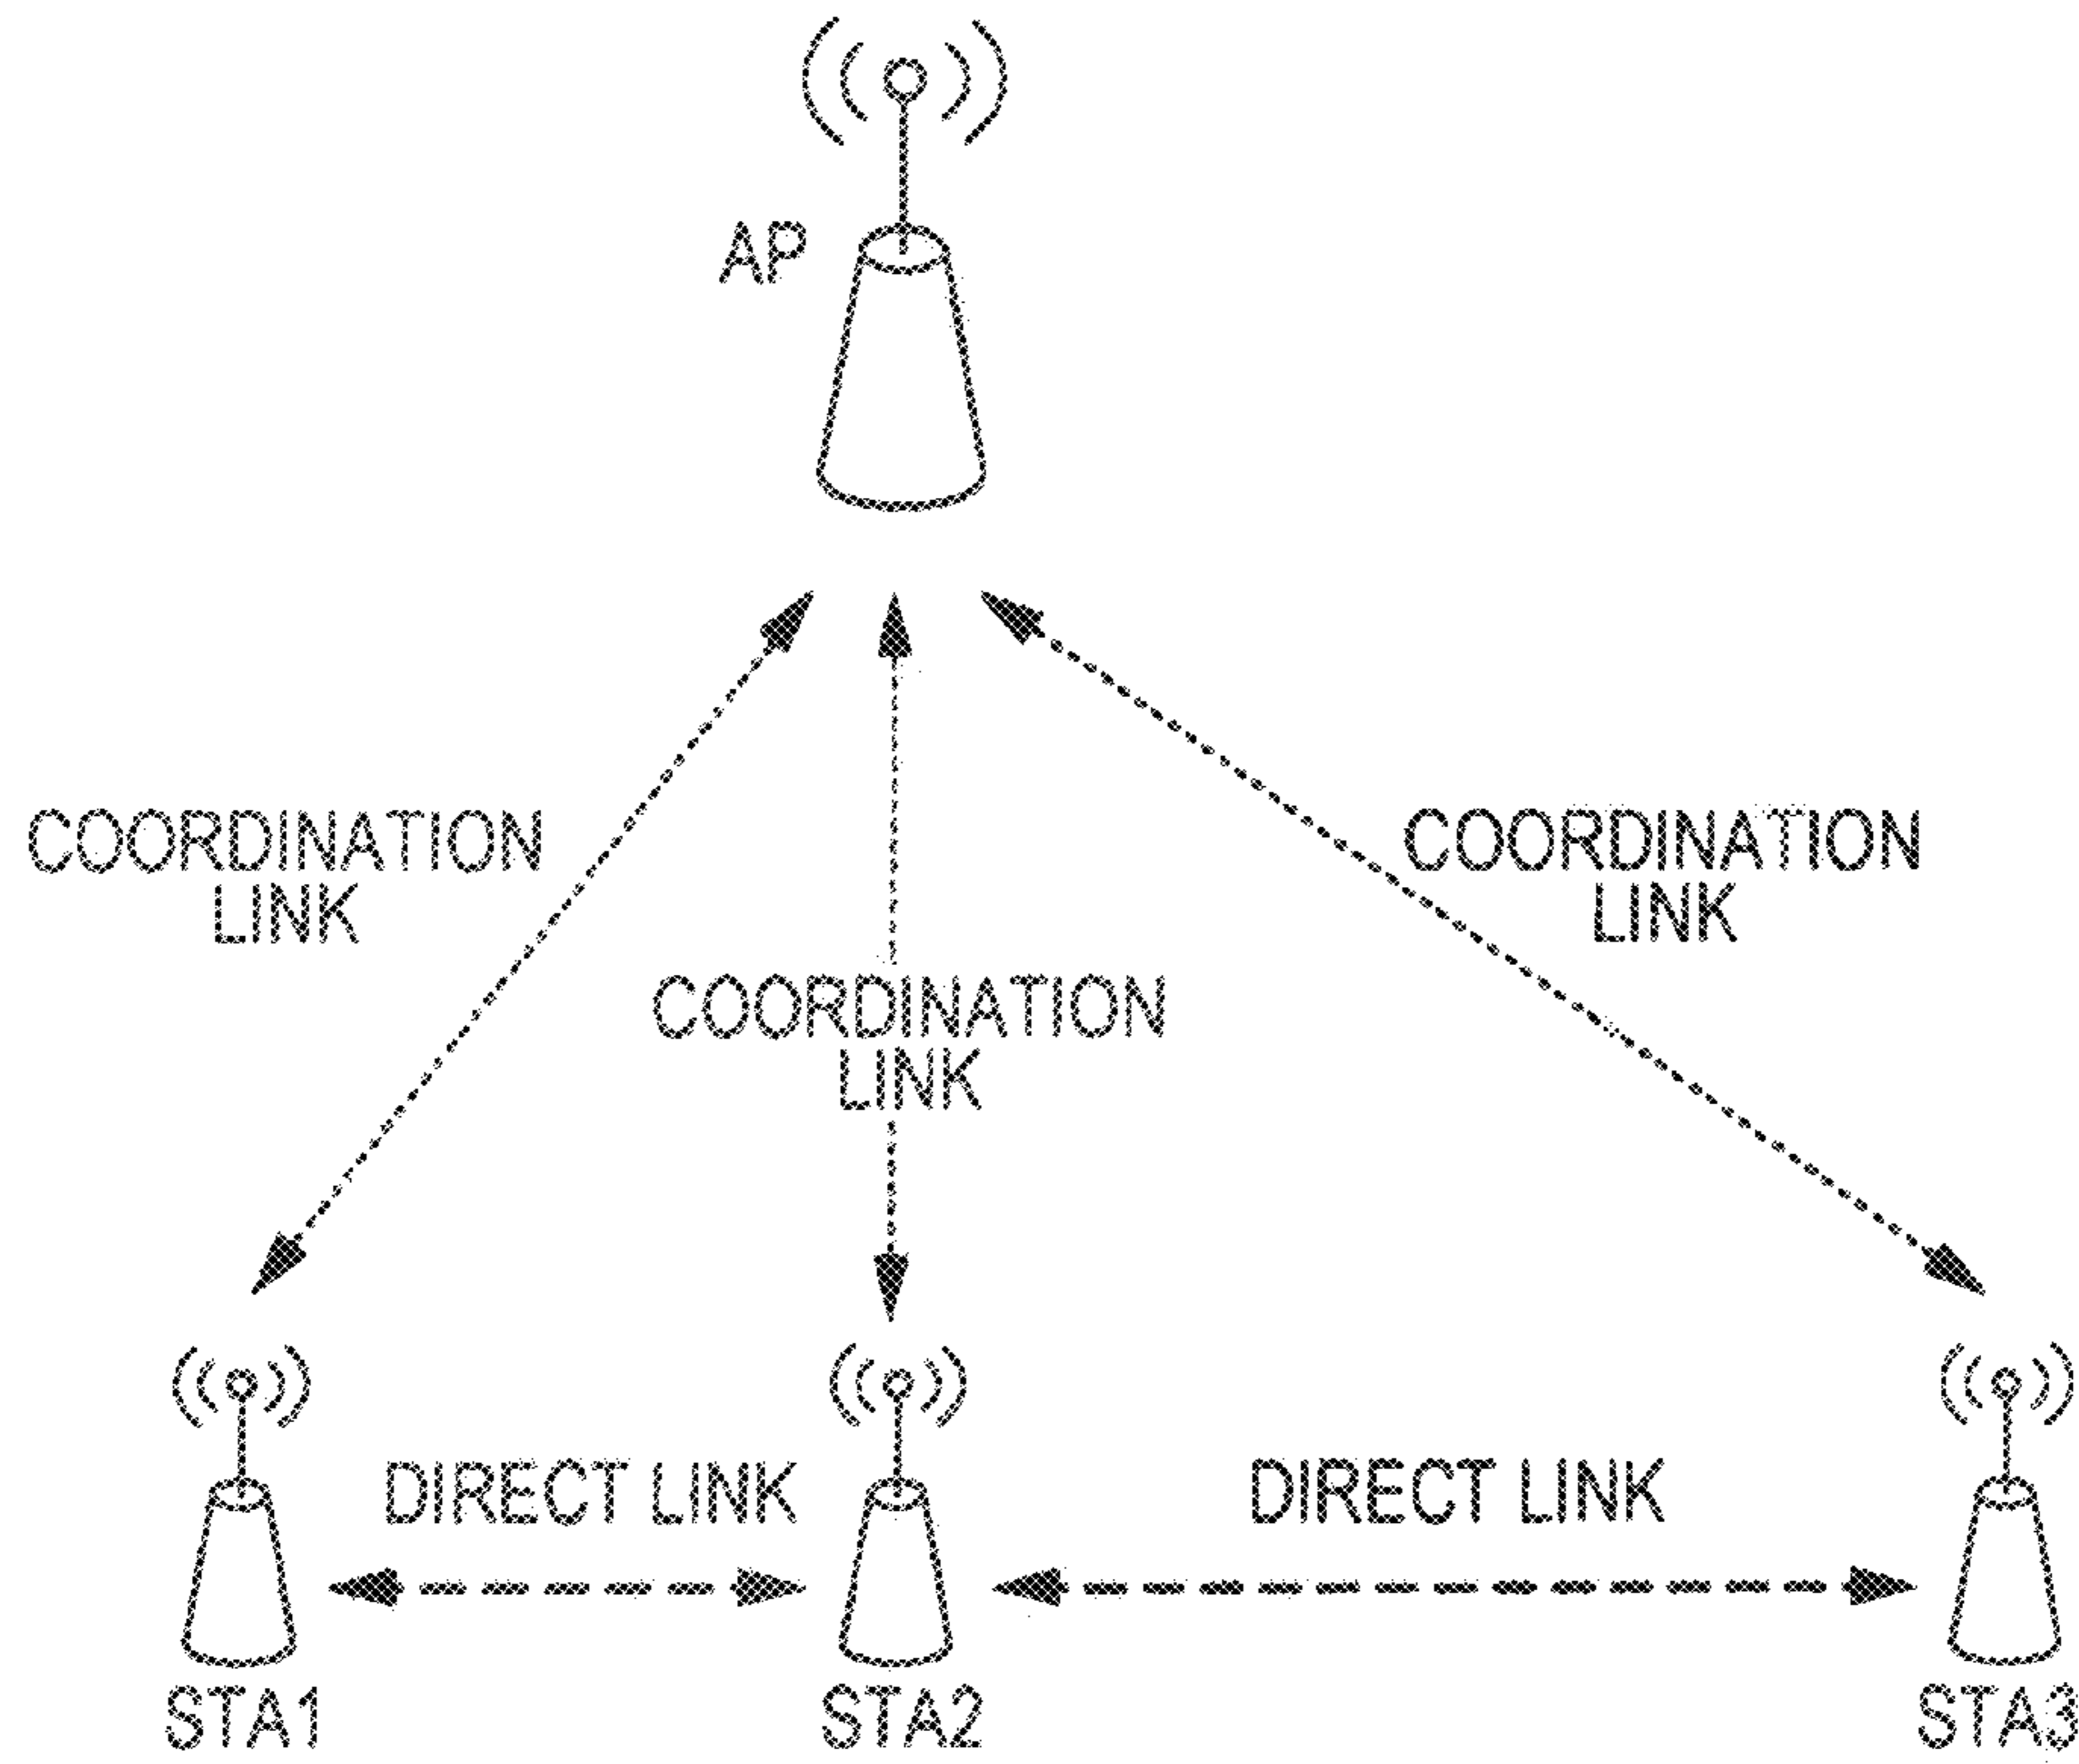 AP
COORDINATION
LINK
COORDINATION
LINK
COORDINATION
LINK
DIRECT LINK
DIRECT LINK
STA1
STA2
STA3